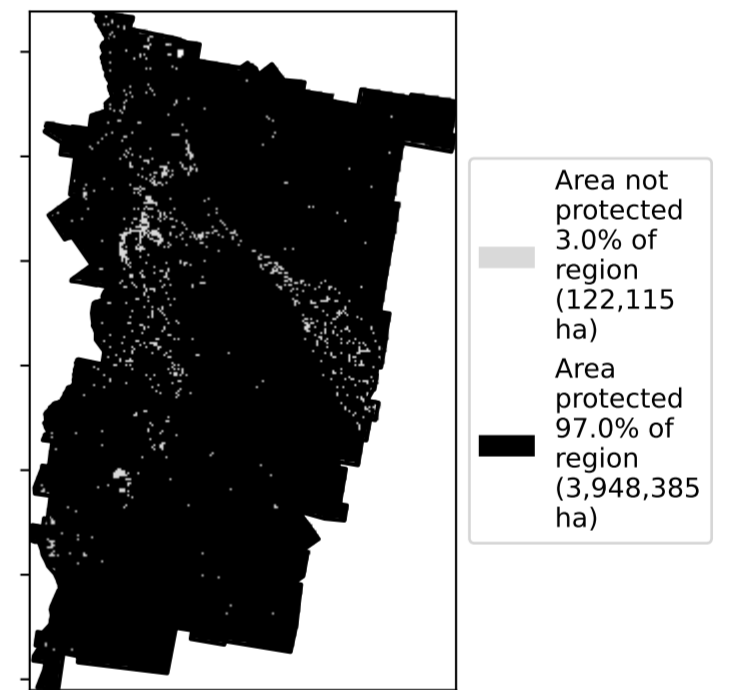 Area not
protected
3.0% of
region
(122,115
ha)
Area
protected
97.0% of
region
(3,948,385
ha)